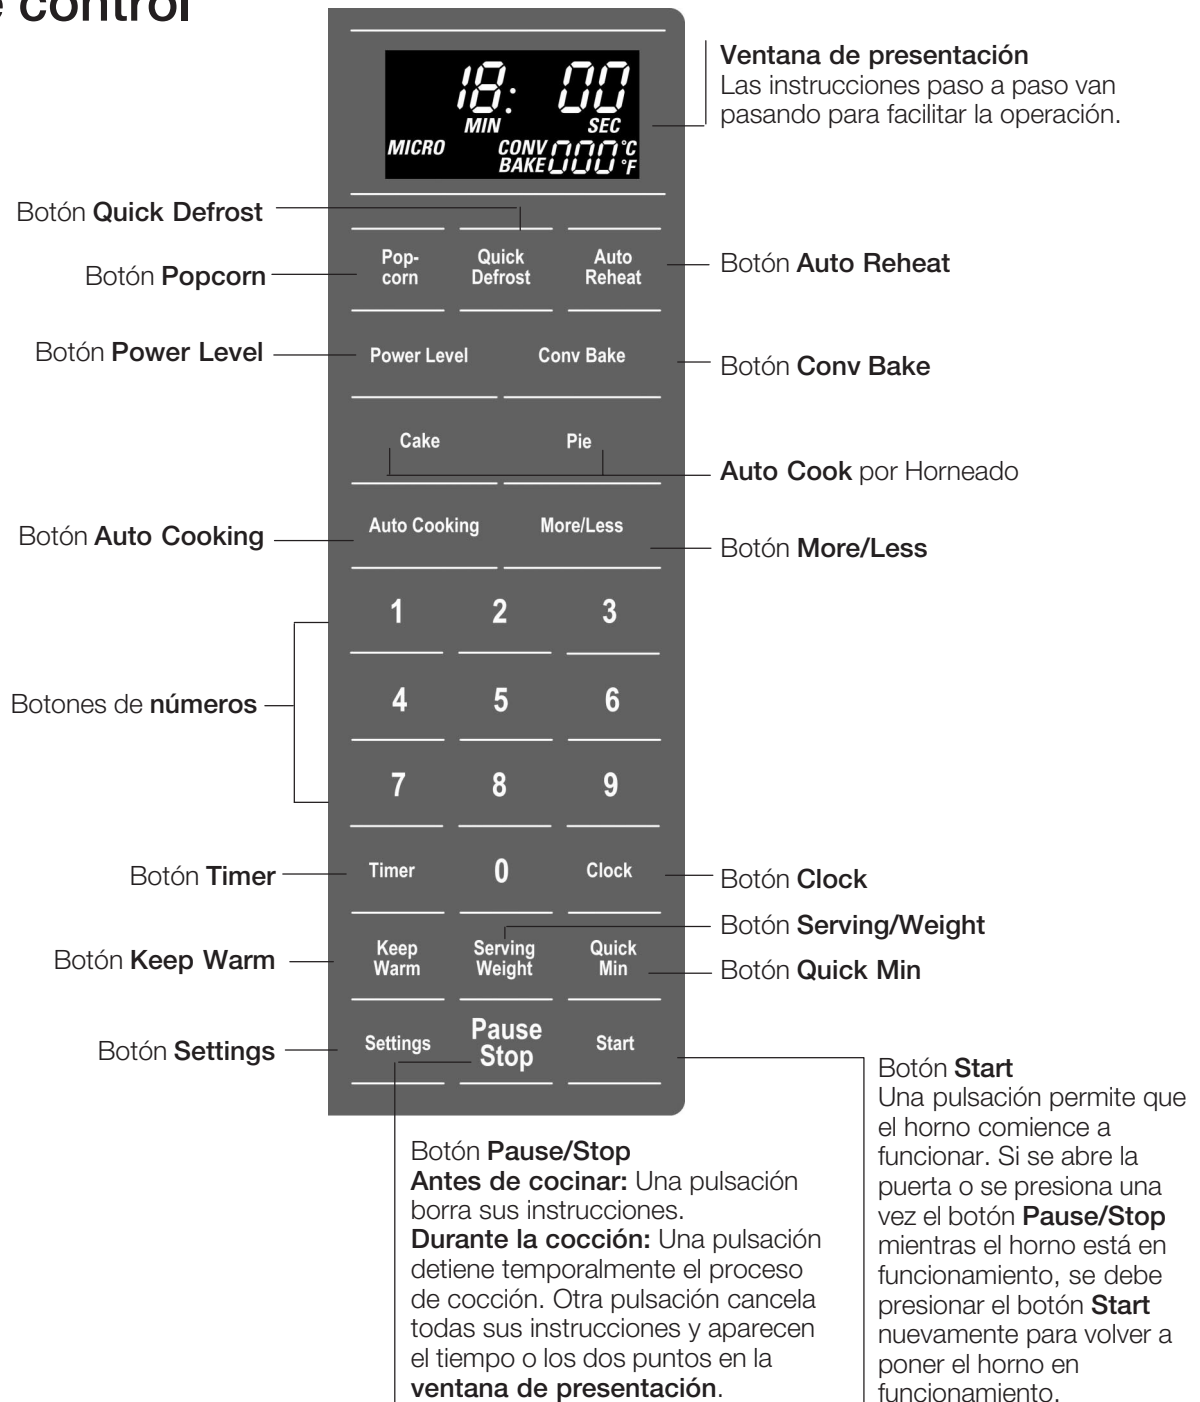 e control
Ventana de presentación
Las instrucciones paso a paso van
pasando para facilitar la operación.
18: 00
MIN SEC
MICRO CONV 000 °C
BAKE °F
Botón Quick Defrost
Botón Popcorn
Pop-
corn
Quick
Defrost
Auto
Reheat
Botón Auto Reheat
Botón Power Level
Power Level
Conv Bake
Botón Conv Bake
Cake
Pie
Auto Cook por Horneado
Botón Auto Cooking
Auto Cooking
More/Less
Botón More/Less
1 2 3
Botones de números
4 5 6
7 8 9
Botón Timer
Timer
0
Clock
Botón Clock
Botón Serving/Weight
Botón Keep Warm
Keep
Warm
Serving
Weight
Quick
Min
Botón Quick Min
Botón Settings
Settings
Pause
Stop
Start
Botón Pause/Stop
Antes de cocinar: Una pulsación
borra sus instrucciones.
Durante la cocción: Una pulsación
detiene temporalmente el proceso
de cocción. Otra pulsación cancela
todas sus instrucciones y aparecen
el tiempo o los dos puntos en la
ventana de presentación.
Botón Start
Una pulsación permite que
el horno comience a
funcionar. Si se abre la
puerta o se presiona una
vez el botón Pause/Stop
mientras el horno está en
funcionamiento, se debe
presionar el botón Start
nuevamente para volver a
poner el horno en
funcionamiento.